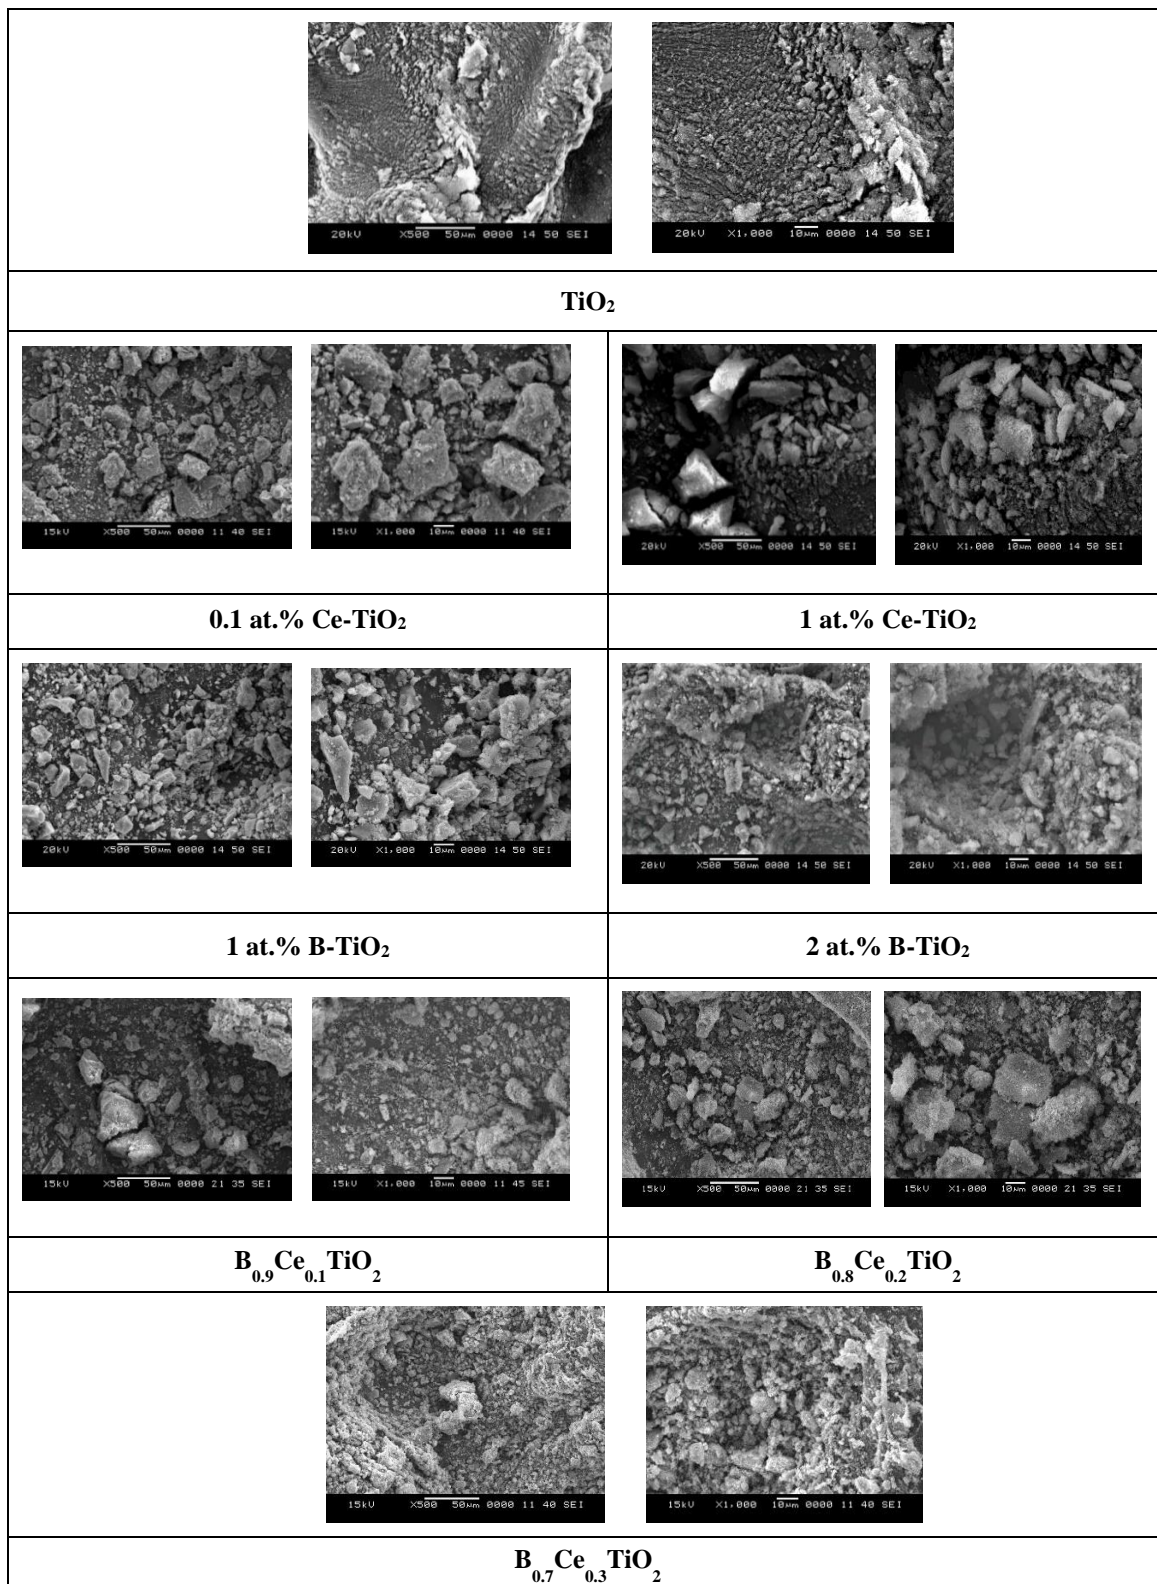 20kV X500 50µm 0000 14 50 SEI
20kV X1,000 10µm 0000 14 50 SEI
TiO₂
15kV X500 50µm 0000 11 40 SEI
15kV X1,000 10µm 0000 11 40 SEI
20kV X500 50µm 0000 14 50 SEI
20kV X1,000 10µm 0000 14 50 SEI
0.1 at.% Ce-TiO₂
1 at.% Ce-TiO₂
20kV X500 50µm 0000 14 50 SEI
20kV X1,000 10µm 0000 14 50 SEI
20kV X500 50µm 0000 14 50 SEI
20kV X1,000 10µm 0000 14 50 SEI
1 at.% B-TiO₂
2 at.% B-TiO₂
15kV X500 50µm 0000 21 35 SEI
15kV X1,000 10µm 0000 11 45 SEI
15kV X500 50µm 0000 21 35 SEI
15kV X1,000 10µm 0000 21 35 SEI
B₀.₉Ce₀.₁TiO₂
B₀.₈Ce₀.₂TiO₂
15kV X500 50µm 0000 11 40 SEI
15kV X1,000 10µm 0000 11 40 SEI
B₀.₇Ce₀.₃TiO₂